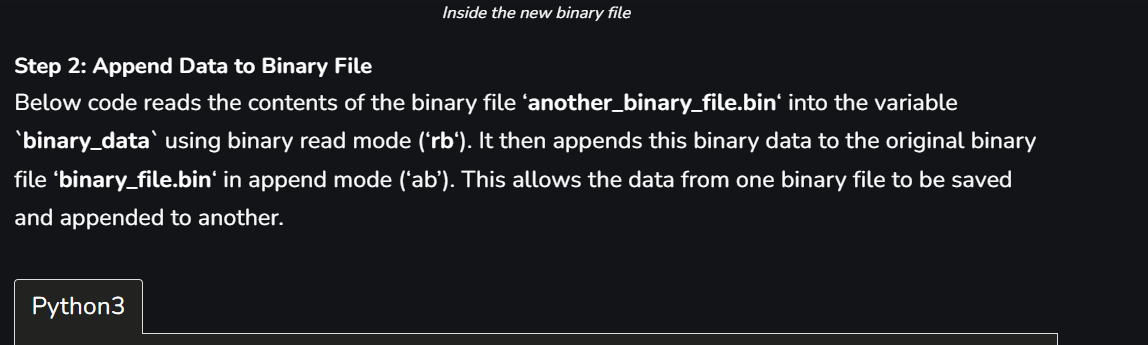 Inside the new binary file
Step 2: Append Data to Binary File
Below code reads the contents of the binary file ‘another_binary_file.bin‘ into the variable
`binary_data` using binary read mode (‘rb‘). It then appends this binary data to the original binary
file ‘binary_file.bin‘ in append mode (‘ab’). This allows the data from one binary file to be saved
and appended to another.
Python3